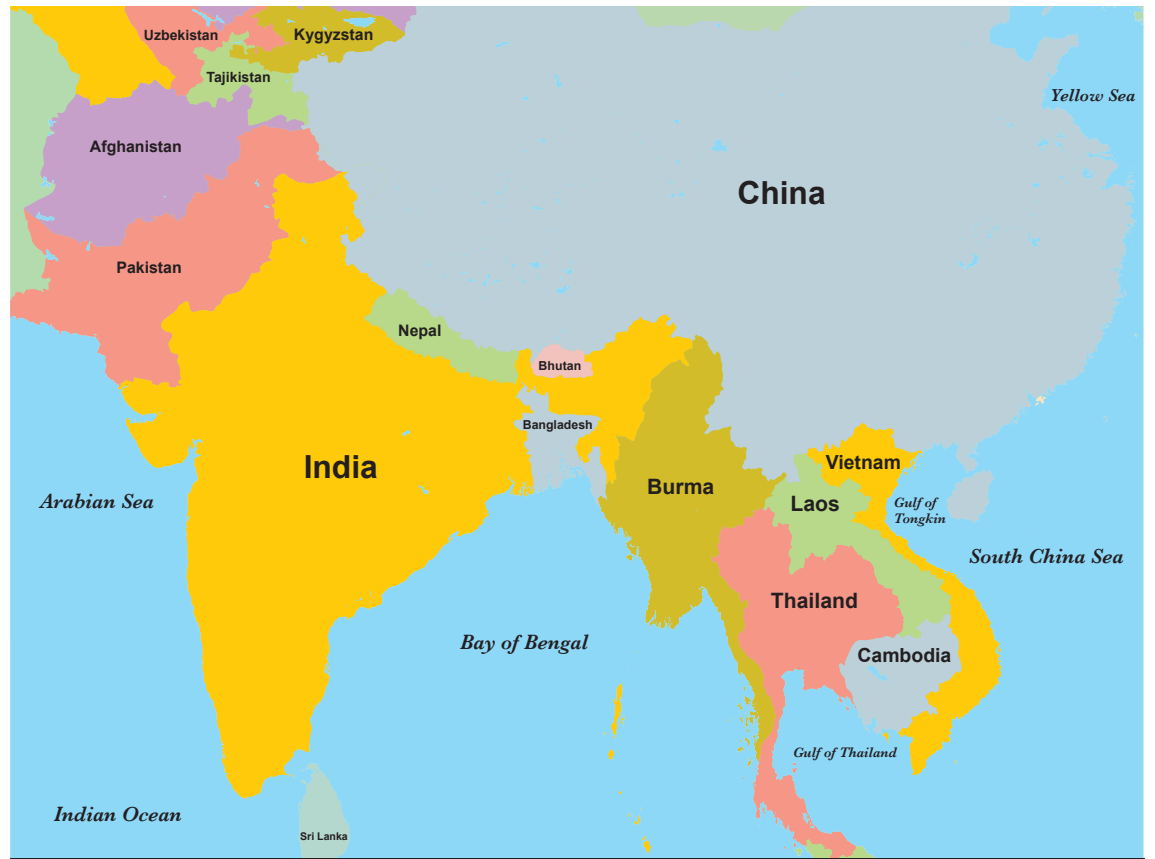 Uzbekistan
Kygyzstan
Tajikistan
Yellow Sea
Afghanistan
China
Pakistan
Nepal
Bhutan
Bangladesh
India
Vietnam
Burma
Laos
Arabian Sea
Gulf of
Tongkin
South China Sea
Thailand
Bay of Bengal
Cambodia
Gulf of Thailand
Indian Ocean
Sri Lanka